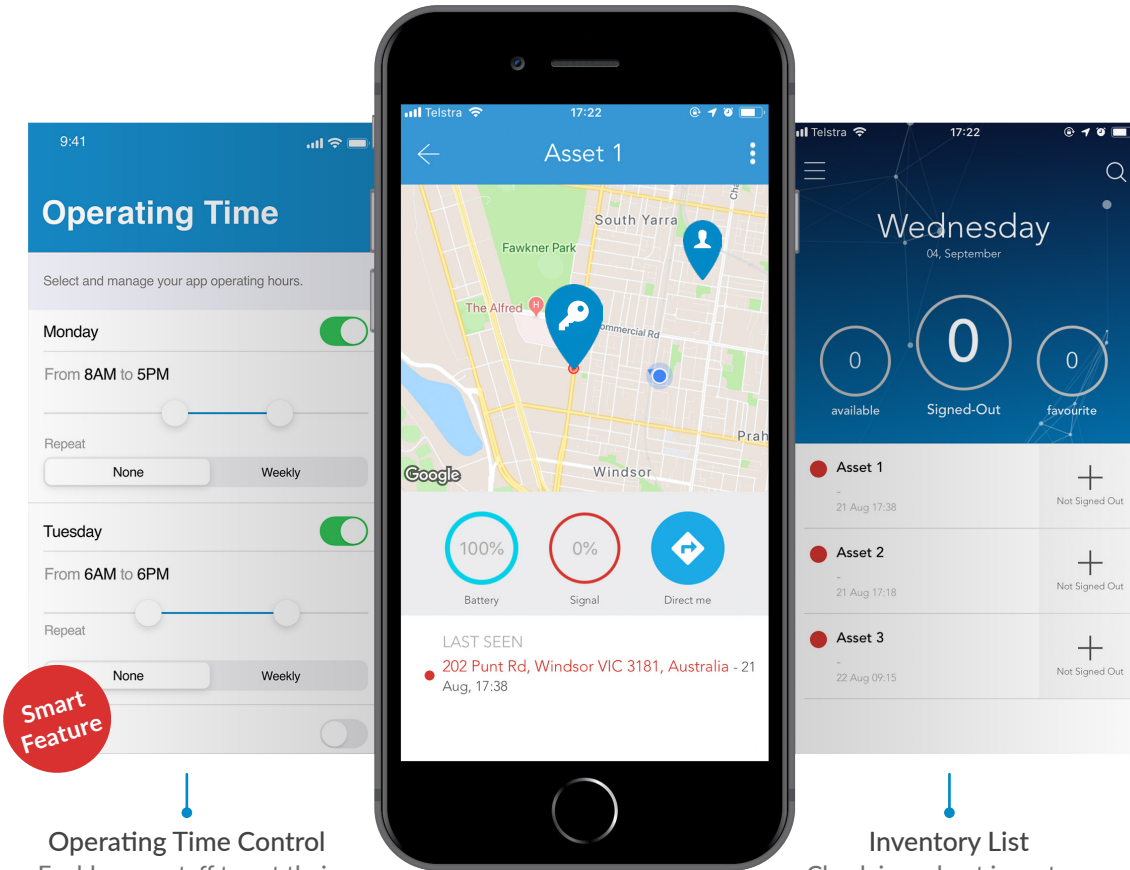 9:41
Operating Time
Select and manage your app operating hours.
Monday
From 8AM to 5PM
Repeat
None Weekly
Tuesday
From 6AM to 6PM
Repeat
None Weekly
Smart
Feature
Operating Time Control
Telstra 17:22
Asset 1
South Yarra
Fawkner Park
The Alfred
H
ommercial Rd
Cha
Prah
Windsor
Google
100% 0%
Battery Signal Direct me
LAST SEEN
202 Punt Rd, Windsor VIC 3181, Australia - 21
Aug, 17:38
Telstra 17:22
Wednesday
04, September
0 0 0
available Signed-Out favourite
Asset 1
-
21 Aug 17:38
Not Signed Out
Asset 2
-
21 Aug 17:18
Not Signed Out
Asset 3
-
22 Aug 09:15
Not Signed Out
Inventory List